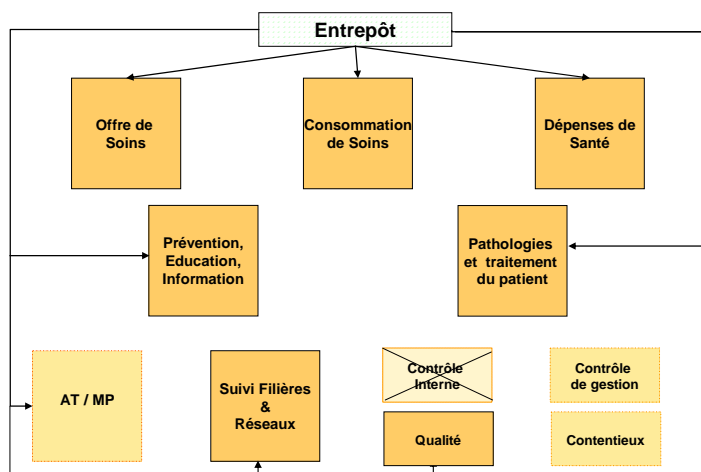 Entrepôt
Offre de
Soins
Consommation
de Soins
Dépenses de
Santé
Prévention,
Education,
Information
Pathologies
et traitement
du patient
AT / MP
Suivi Filières
&
Réseaux
Contrôle
Interne
Contrôle
de gestion
Qualité
Contentieux